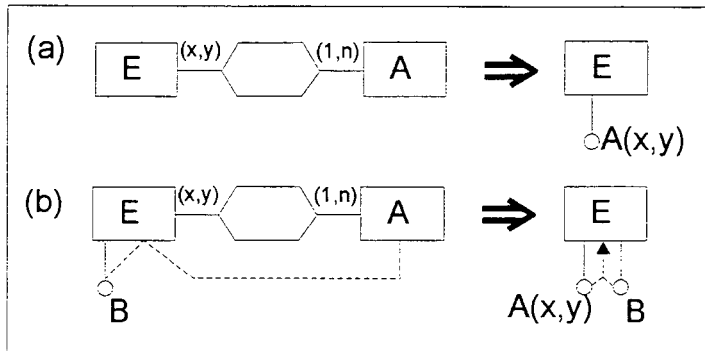 (a) E (x,y) (1,n) A E
A(x,y)
(b) E (x,y) (1,n) A E
B A(x,y) B